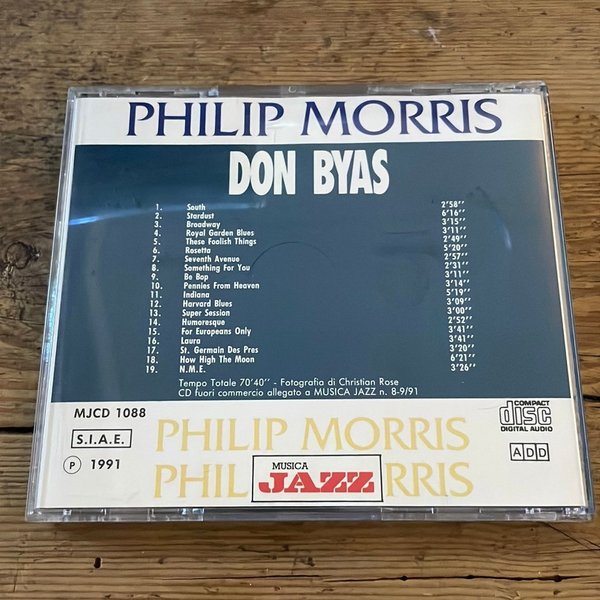 PHILIP MORRIS
DON BYAS
1. South 2'58''
2. Stardust 6'16''
3. Broadway 3'15''
4. Royal Garden Blues 3'11''
5. These Foolish Things 2'49''
6. Rosetta 5'20''
7. Seventh Avenue 2'57''
8. Something For You 2'31''
9. Be Bop 3'11''
10. Pennies From Heaven 3'14''
11. Indiana 5'19''
12. Harvard Blues 3'09''
13. Super Session 3'00''
14. Humoresque 2'52''
15. For Europeans Only 3'41''
16. Laura 3'41''
17. St. Germain Des Pres 3'20''
18. How High The Moon 6'21''
19. N.M.E. 3'26''
Tempo Totale 70'40'' - Fotografia di Christian Rose
CD fuori commercio allegato a MUSICA JAZZ n. 8-9/91
MJCD 1088
COMPACT
disc
DIGITAL AUDIO
S.I.A.E.
PHILIP MORRIS
ADD
℗ 1991
PHIL
MUSICA
JAZZ
RRIS